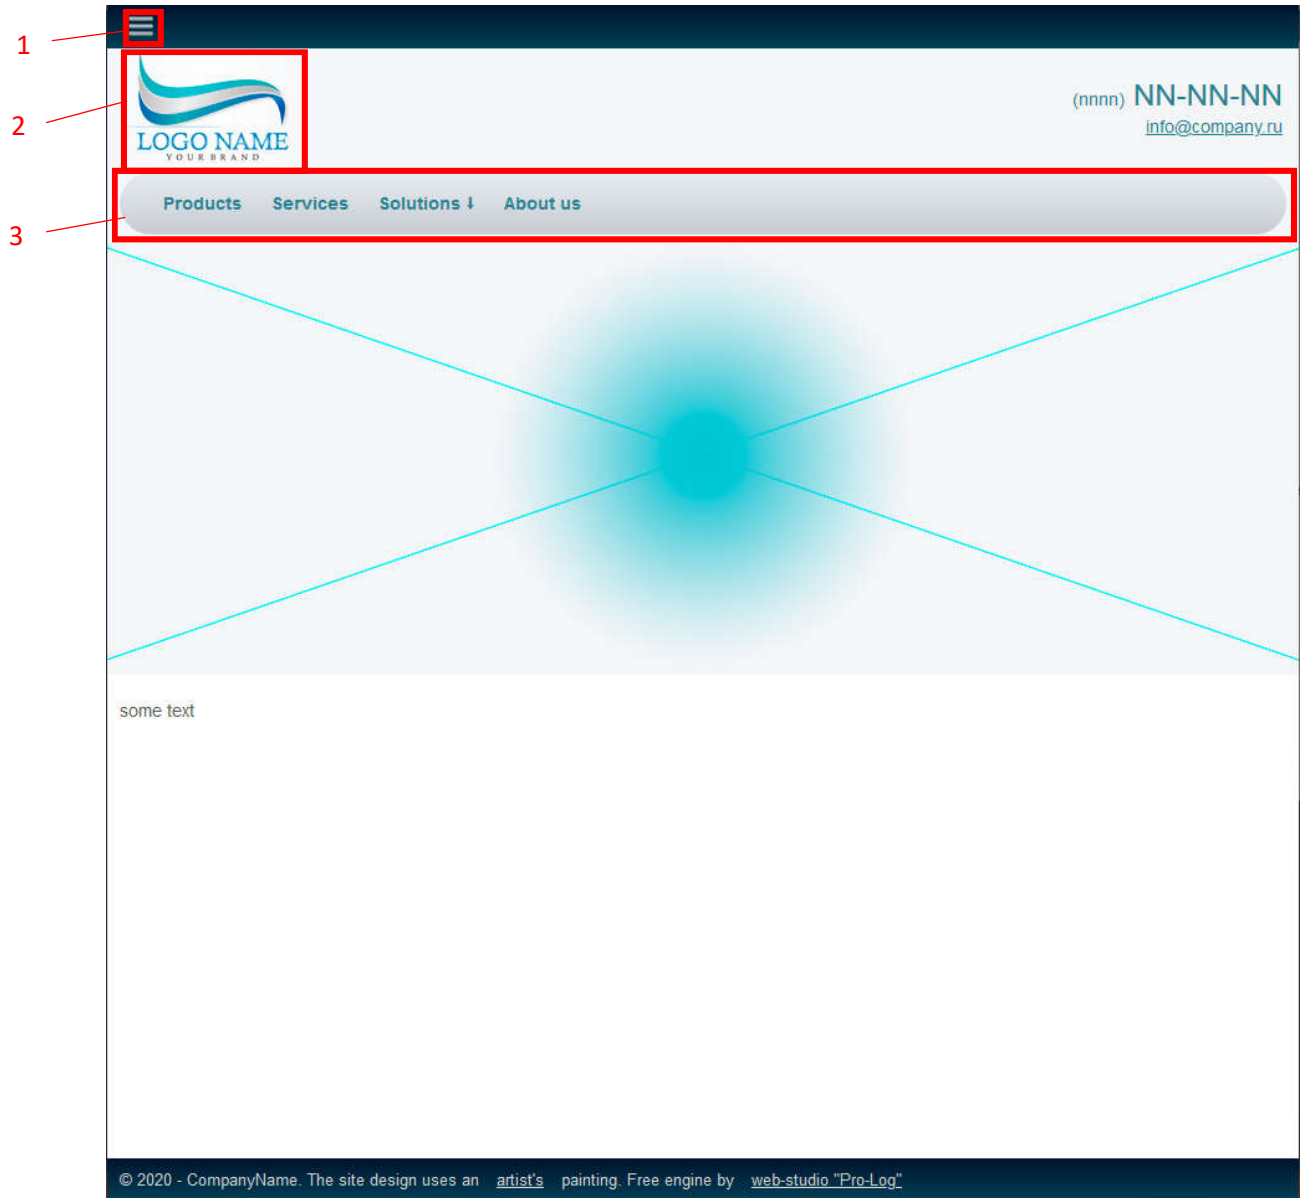 1
2
LOGO NAME
YOUR BRAND
(nnnn) NN-NN-NN
info@company.ru
3
Products Services Solutions ⬇ About us
some text
© 2020 - CompanyName. The site design uses an artist's painting. Free engine by web-studio "Pro-Log"